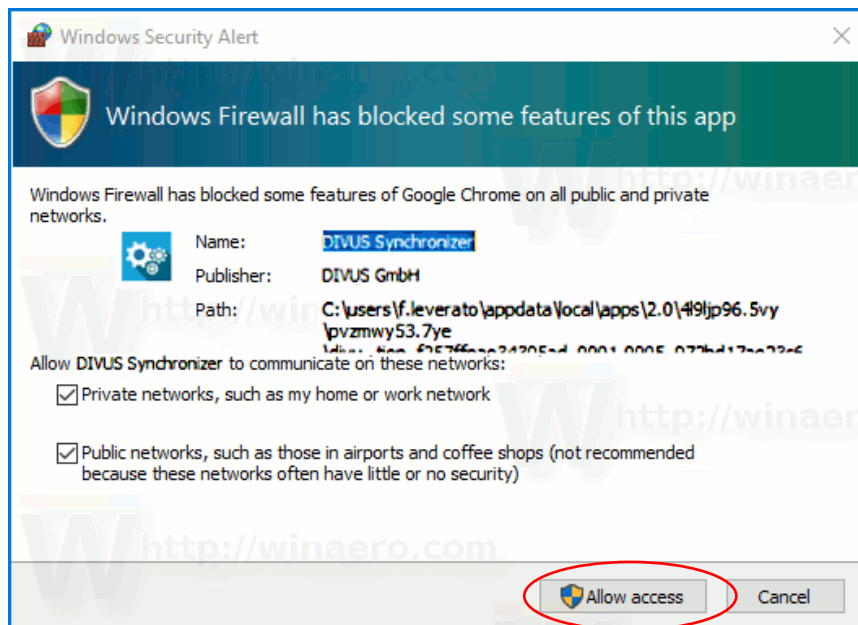 Windows Security Alert
Windows Firewall has blocked some features of this app
Windows Firewall has blocked some features of Google Chrome on all public and private
networks.
Name: DIVUS Synchronizer
Publisher: DIVUS GmbH
Path: C:\users\f.leverato\appdata\local\apps\2.0\4l9ljp96.5vy
\pvzmwy53.7ye
Allow DIVUS Synchronizer to communicate on these networks:
Private networks, such as my home or work network
Public networks, such as those in airports and coffee shops (not recommended
because these networks often have little or no security)
Allow access Cancel
http://winaero.com